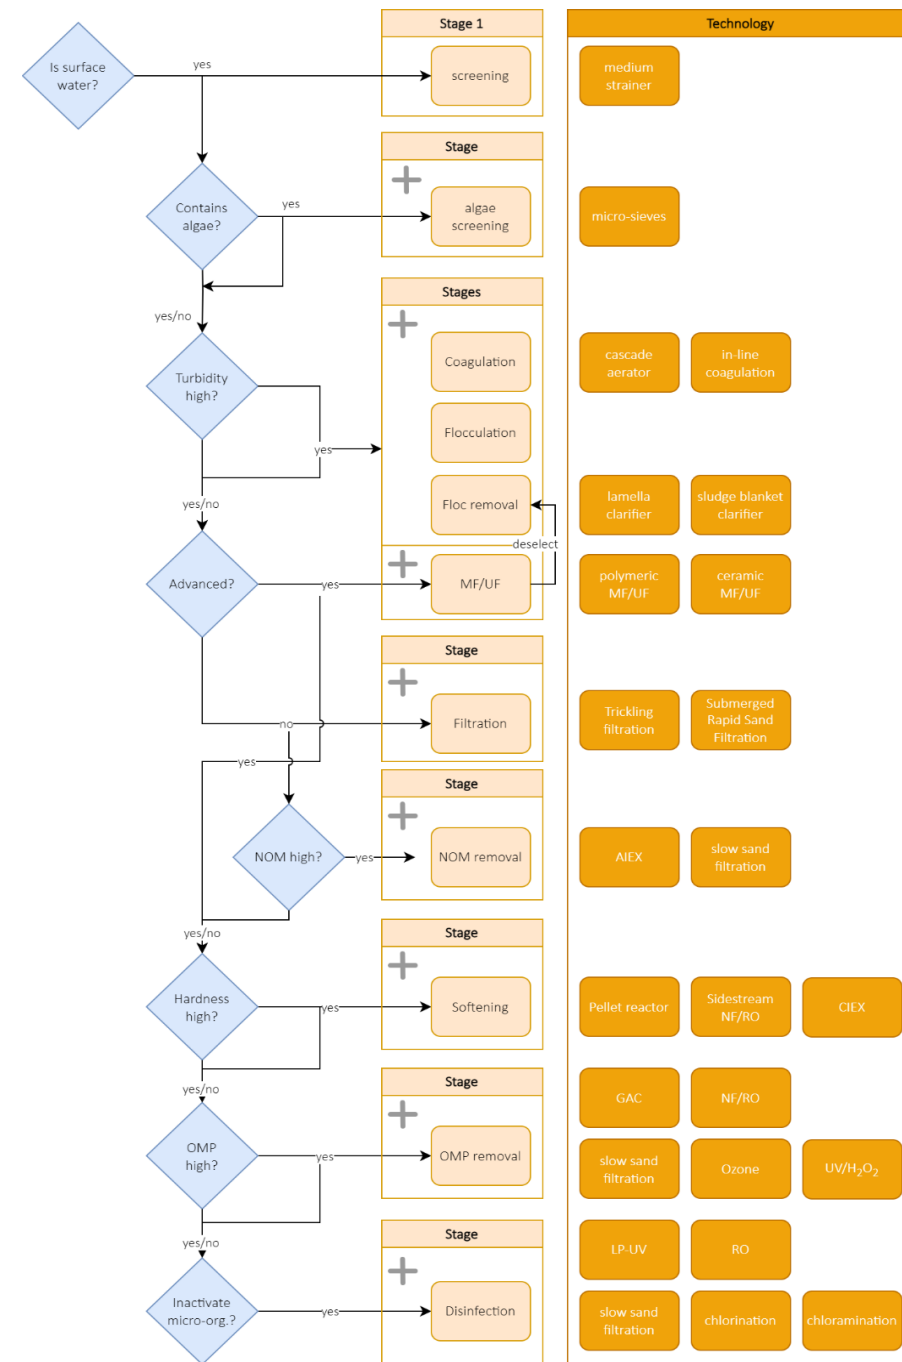 Stage 1
Technology
Is surface
water?
yes
screening
medium
strainer
Stage
Contains
algae?
yes
algae
screening
micro-sieves
Stages
yes/no
Turbidity
high?
yes
Coagulation
cascade
aerator
in-line
coagulation
Flocculation
Floc removal
lamella
clarifier
sludge blanket
clarifier
yes/no
deselect
Advanced?
yes
MF/UF
polymeric
MF/UF
ceramic
MF/UF
Stage
no
Filtration
Trickling
filtration
Submerged
Rapid Sand
Filtration
yes
Stage
NOM high?
yes
NOM removal
AIEX
slow sand
filtration
yes/no
Stage
Hardness
high?
yes
Softening
Pellet reactor
Sidestream
NF/RO
CIEX
yes/no
Stage
GAC
NF/RO
OMP
high?
yes
OMP removal
slow sand
filtration
Ozone
UV/H2O2
yes/no
Stage
LP-UV
RO
Inactivate
micro-org.?
yes
Disinfection
slow sand
filtration
chlorination
chloramination